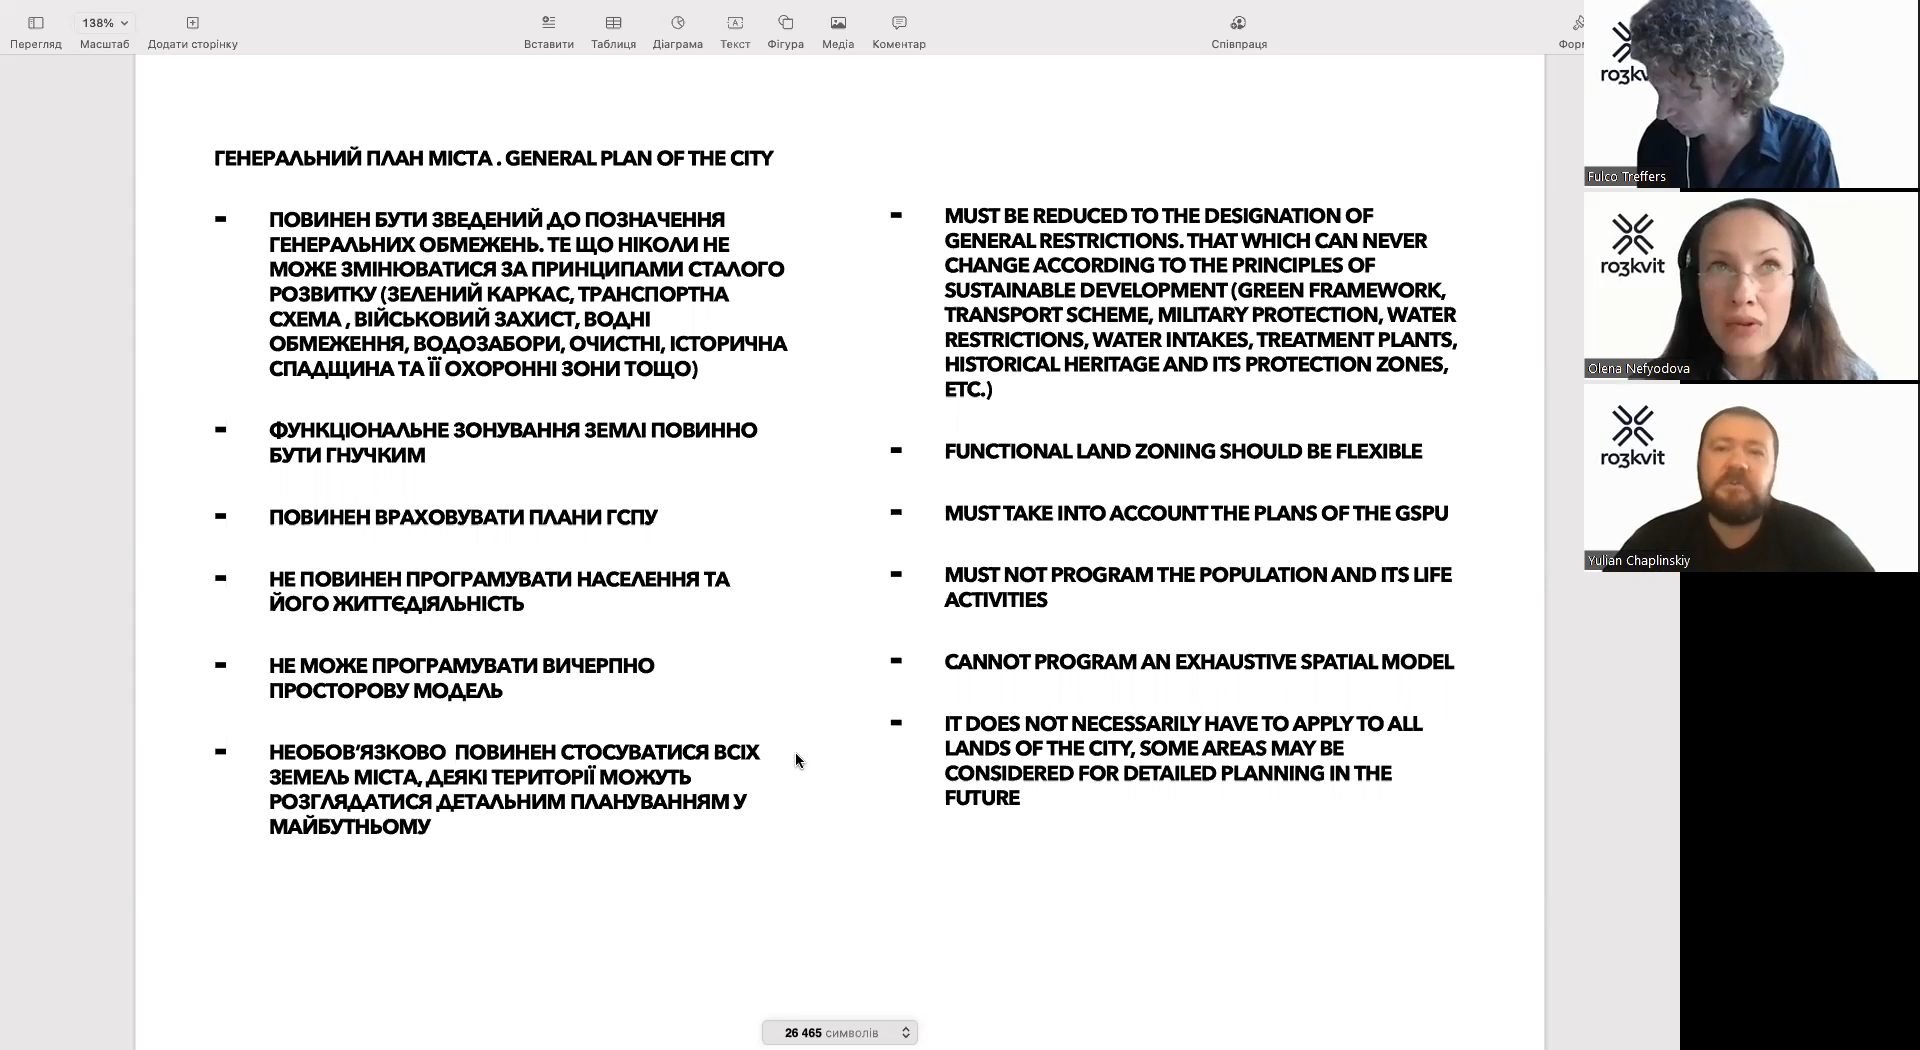 138%
Перегляд
Масштаб
Додати сторінку
Вставити
Таблиця
Діаграма
Текст
Фігура
Медіа
Коментар
Співпраця
ГЕНЕРАЛЬНИЙ ПЛАН МІСТА . GENERAL PLAN OF THE CITY
- ПОВИНЕН БУТИ ЗВЕДЕНИЙ ДО ПОЗНАЧЕННЯ
ГЕНЕРАЛЬНИХ ОБМЕЖЕНЬ. ТЕ ЩО НІКОЛИ НЕ
МОЖЕ ЗМІНЮВАТИСЯ ЗА ПРИНЦИПАМИ СТАЛОГО
РОЗВИТКУ (ЗЕЛЕНИЙ КАРКАС, ТРАНСПОРТНА
СХЕМА , ВІЙСЬКОВИЙ ЗАХИСТ, ВОДНІ
ОБМЕЖЕННЯ, ВОДОЗАБОРИ, ОЧИСТНІ, ІСТОРИЧНА
СПАДЩИНА ТА ЇЇ ОХОРОННІ ЗОНИ ТОЩО)
- ФУНКЦІОНАЛЬНЕ ЗОНУВАННЯ ЗЕМЛІ ПОВИННО
БУТИ ГНУЧКИМ
- ПОВИНЕН ВРАХОВУВАТИ ПЛАНИ ГСПУ
- НЕ ПОВИНЕН ПРОГРАМУВАТИ НАСЕЛЕННЯ ТА
ЙОГО ЖИТТЄДІЯЛЬНІСТЬ
- НЕ МОЖЕ ПРОГРАМУВАТИ ВИЧЕРПНО
ПРОСТОРОВУ МОДЕЛЬ
- НЕОБОВ’ЯЗКОВО ПОВИНЕН СТОСУВАТИСЯ ВСІХ
ЗЕМЕЛЬ МІСТА, ДЕЯКІ ТЕРИТОРІЇ МОЖУТЬ
РОЗГЛЯДАТИСЯ ДЕТАЛЬНИМ ПЛАНУВАННЯМ У
МАЙБУТНЬОМУ
- MUST BE REDUCED TO THE DESIGNATION OF
GENERAL RESTRICTIONS. THAT WHICH CAN NEVER
CHANGE ACCORDING TO THE PRINCIPLES OF
SUSTAINABLE DEVELOPMENT (GREEN FRAMEWORK,
TRANSPORT SCHEME, MILITARY PROTECTION, WATER
RESTRICTIONS, WATER INTAKES, TREATMENT PLANTS,
HISTORICAL HERITAGE AND ITS PROTECTION ZONES,
ETC.)
- FUNCTIONAL LAND ZONING SHOULD BE FLEXIBLE
- MUST TAKE INTO ACCOUNT THE PLANS OF THE GSPU
- MUST NOT PROGRAM THE POPULATION AND ITS LIFE
ACTIVITIES
- CANNOT PROGRAM AN EXHAUSTIVE SPATIAL MODEL
- IT DOES NOT NECESSARILY HAVE TO APPLY TO ALL
LANDS OF THE CITY, SOME AREAS MAY BE
CONSIDERED FOR DETAILED PLANNING IN THE
FUTURE
26 465 символів
Fulco Treffers
roзkvit
Olena Nefyodova
roзkvit
Yulian Chaplinskiy